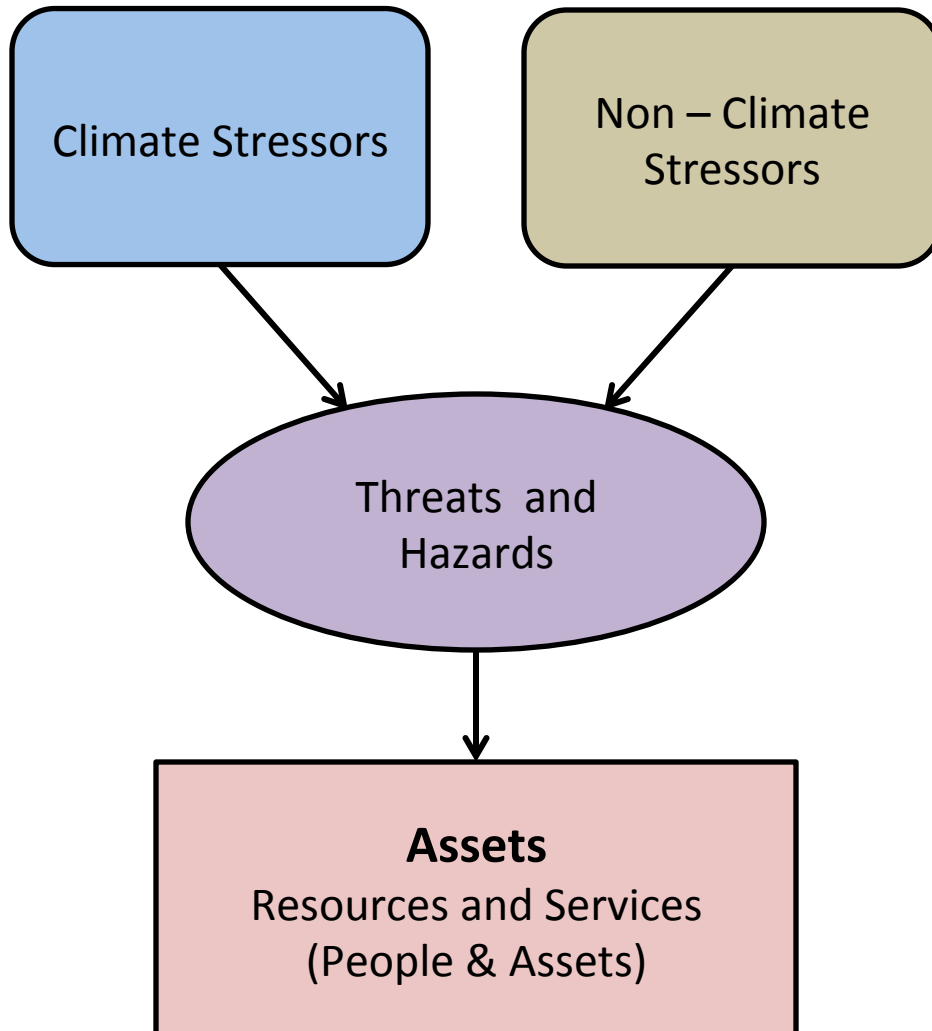 Climate Stressors
Non – Climate
Stressors
Threats and
Hazards
Assets
Resources and Services
(People & Assets)